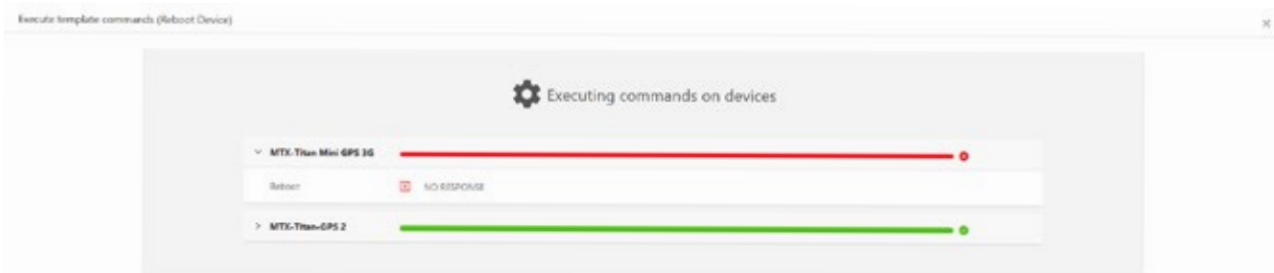 Execute template commands (Reboot Device)
Executing commands on devices
MTX-Titan Mini GPS 3G
Reboot NO RESPONSE
MTX-Titan-GPS 2